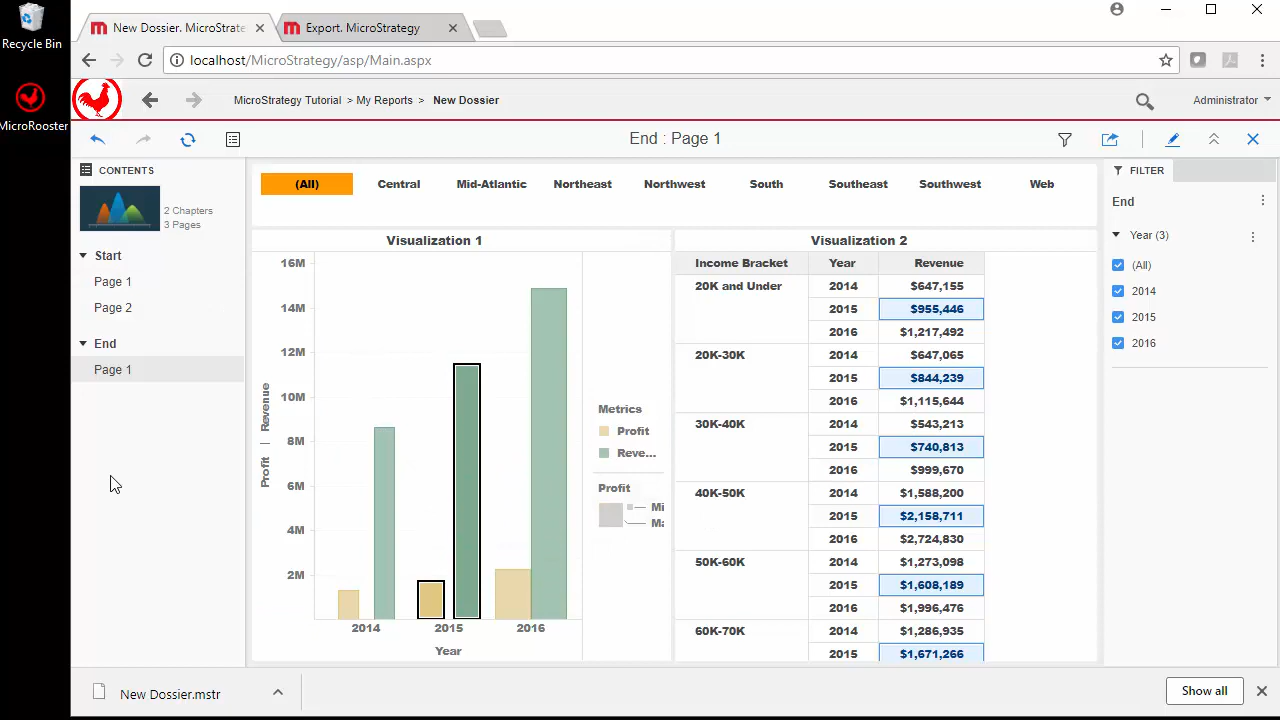 Recycle Bin
MicroRooster
New Dossier. MicroStrate
Export. MicroStrategy
localhost/MicroStrategy/asp/Main.aspx
MicroStrategy Tutorial > My Reports > New Dossier
Administrator
End : Page 1
CONTENTS
2 Chapters
3 Pages
Start
Page 1
Page 2
End
Page 1
(All) Central Mid-Atlantic Northeast Northwest South Southeast Southwest Web
Visualization 1
16M
14M
12M
10M
8M
6M
4M
2M
Profit | Revenue
2014 2015 2016
Year
Metrics
Profit
Reve...
Profit
Mi
Ma
Visualization 2
Income Bracket Year Revenue
20K and Under 2014 $647,155
2015 $955,446
2016 $1,217,492
20K-30K 2014 $647,065
2015 $844,239
2016 $1,115,644
30K-40K 2014 $543,213
2015 $740,813
2016 $999,670
40K-50K 2014 $1,588,200
2015 $2,158,711
2016 $2,724,830
50K-60K 2014 $1,273,098
2015 $1,608,189
2016 $1,996,476
60K-70K 2014 $1,286,935
2015 $1,671,266
FILTER
End
Year (3)
(All)
2014
2015
2016
New Dossier.mstr
Show all